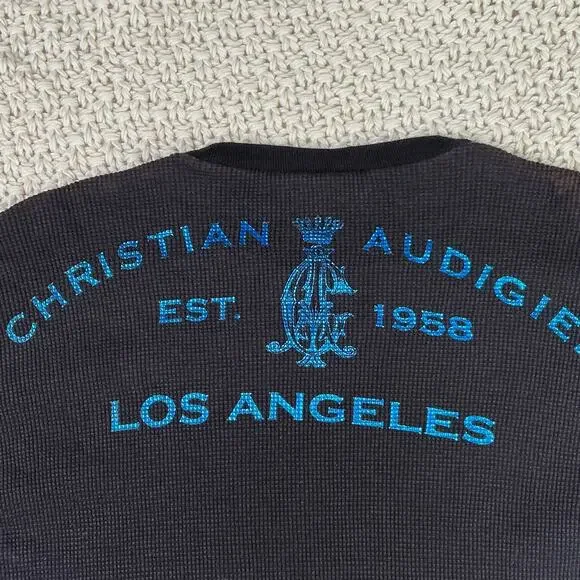 CHRISTIAN AUDIGIE
EST. 1958
LOS ANGELES